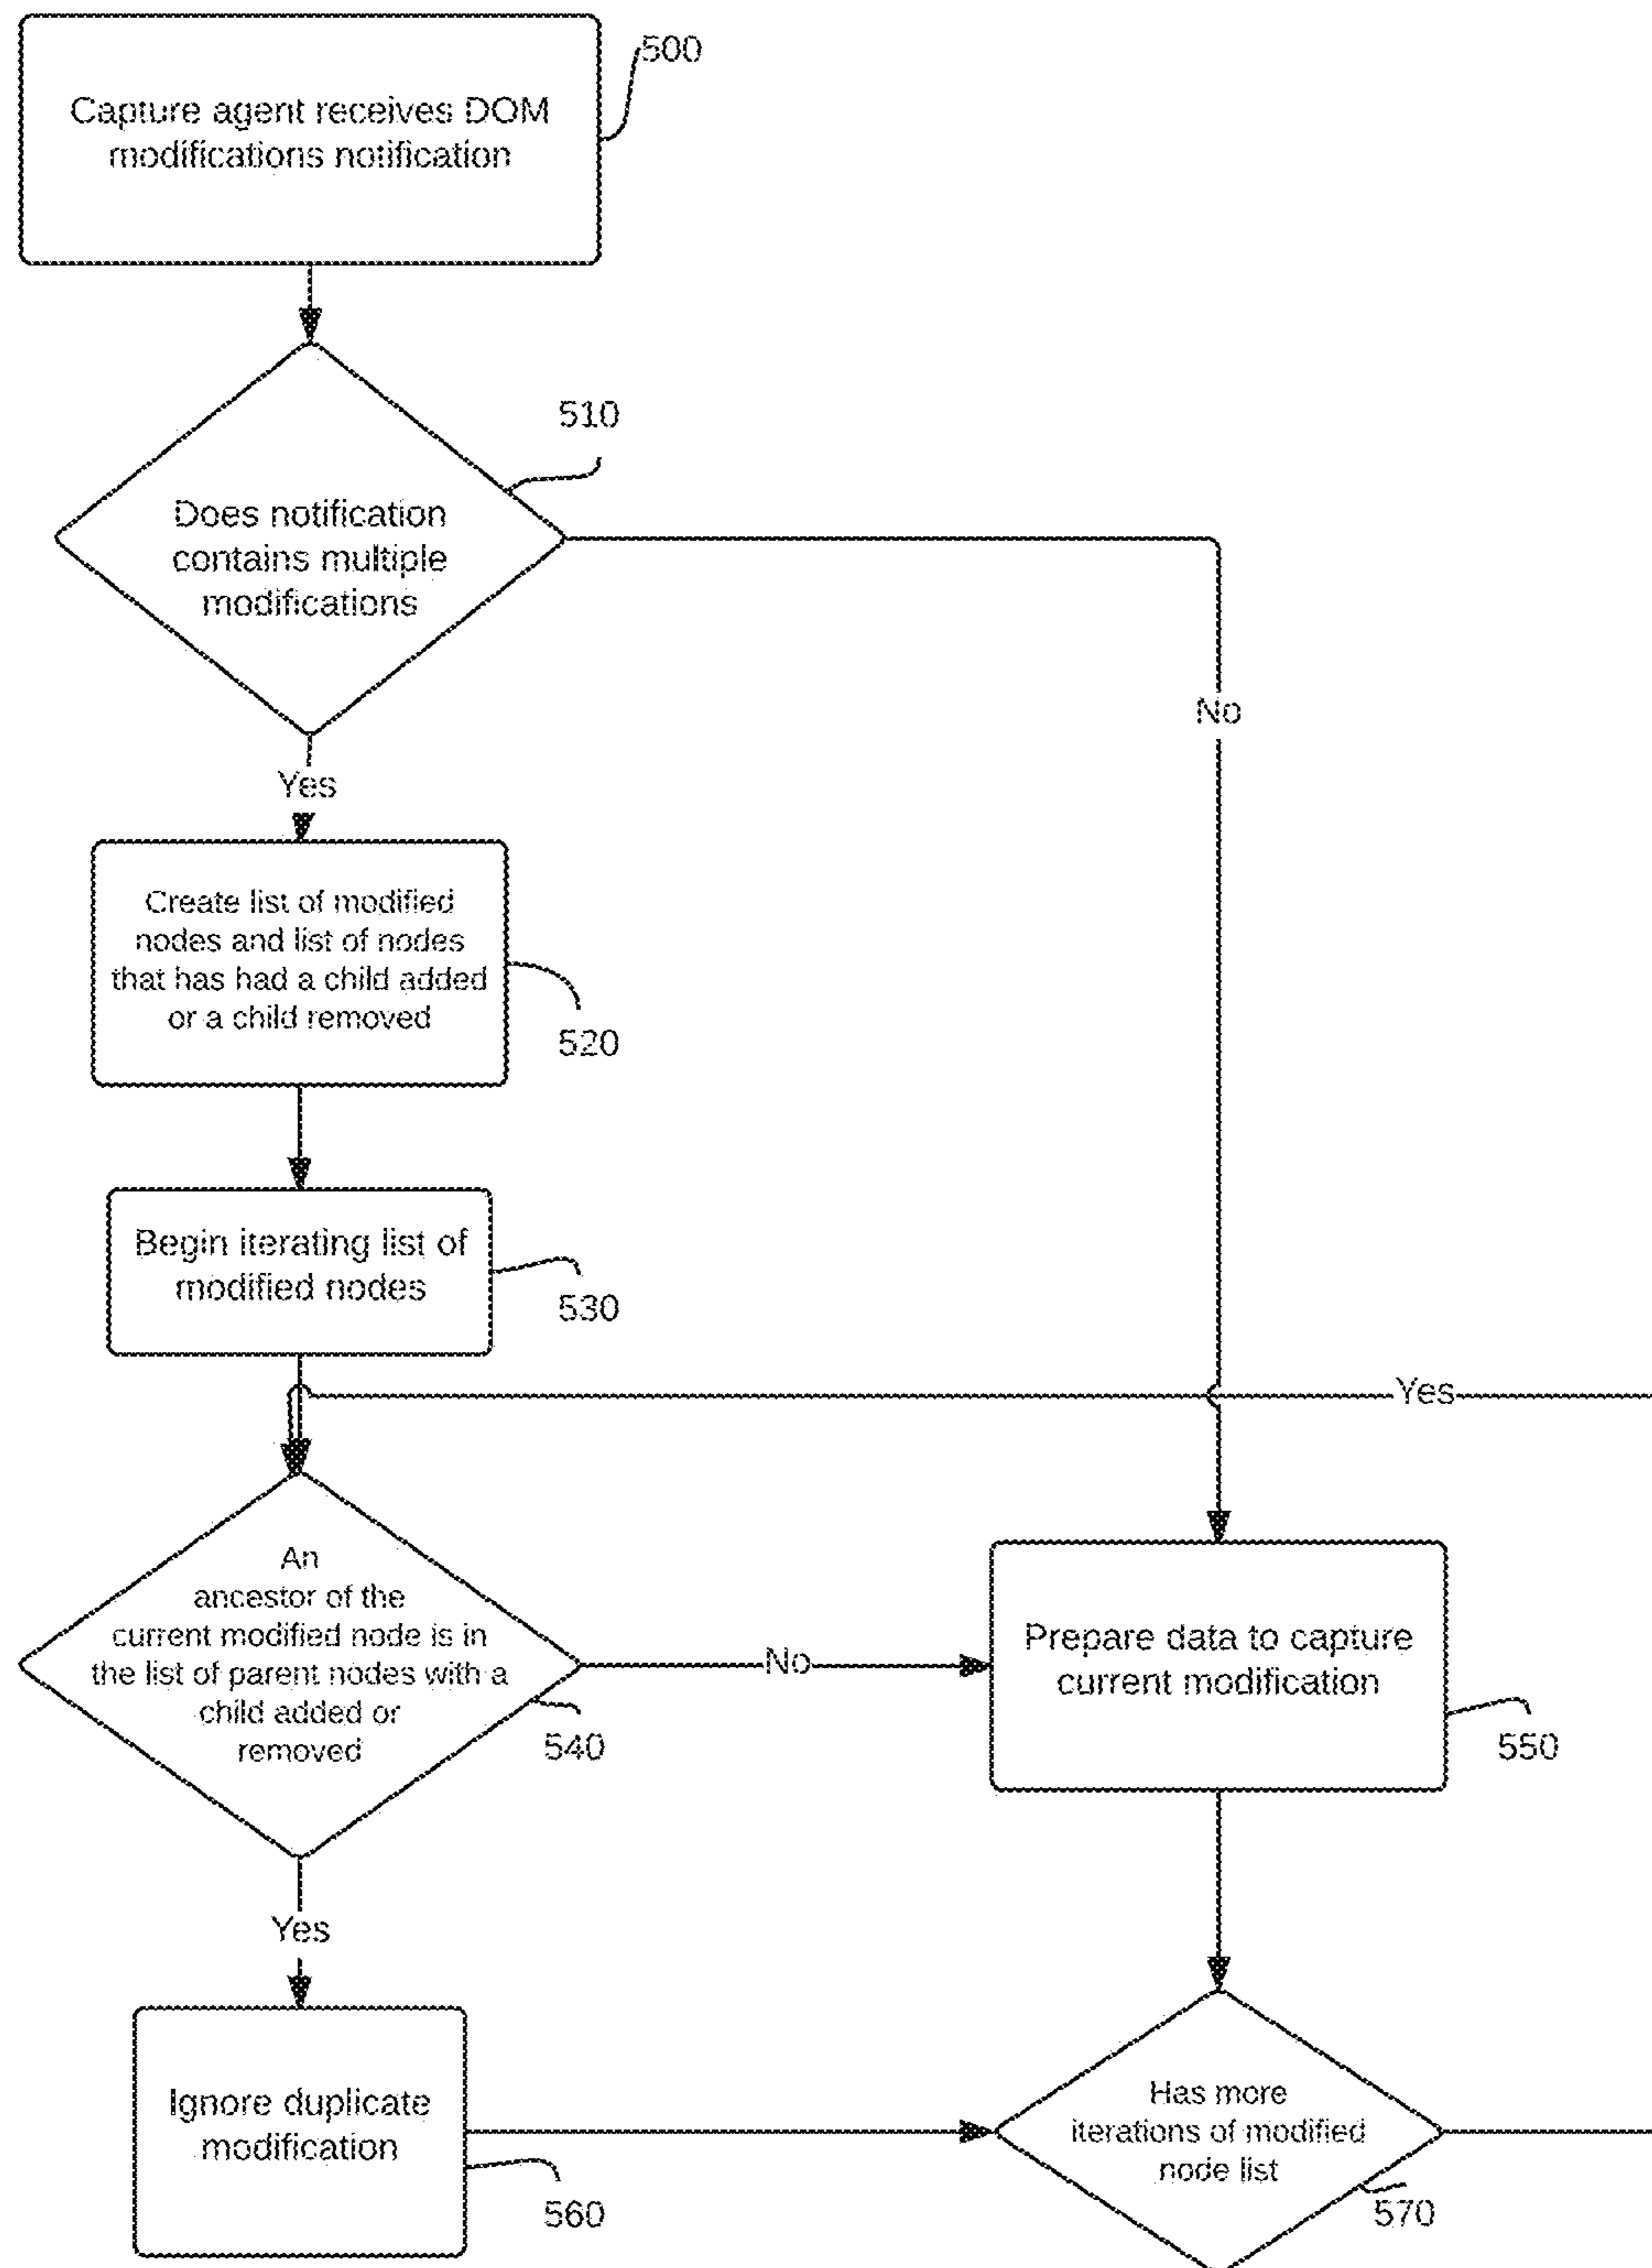 Capture agent receives DOM
modifications notification
500
510
Does notification
contains multiple
modifications
No
Yes
Create list of modified
nodes and list of nodes
that has had a child added
or a child removed
520
Begin iterating list of
modified nodes
530
Yes
An
ancestor of the
current modified node is in
the list of parent nodes with a
child added or
removed
540
No
Prepare data to capture
current modification
550
Yes
Ignore duplicate
modification
560
Has more
iterations of modified
node list
570